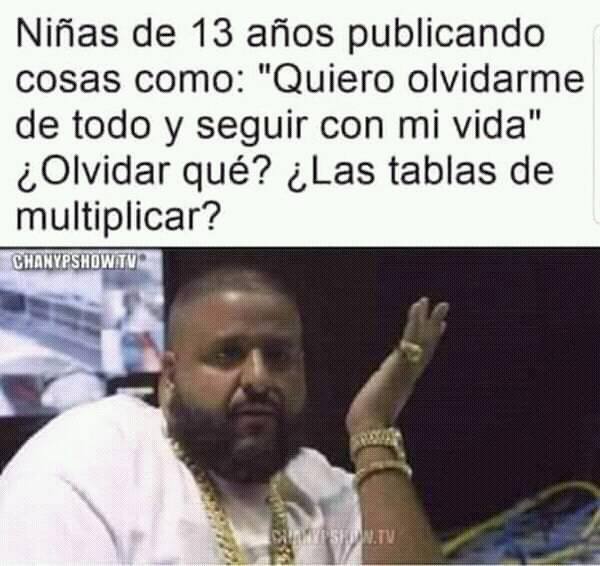 Niñas de 13 años publicando
cosas como: "Quiero olvidarme
de todo y seguir con mi vida"
¿Olvidar qué? ¿Las tablas de
multiplicar?
CHANYPSHOW.TV
CHANYPSHOW.TV